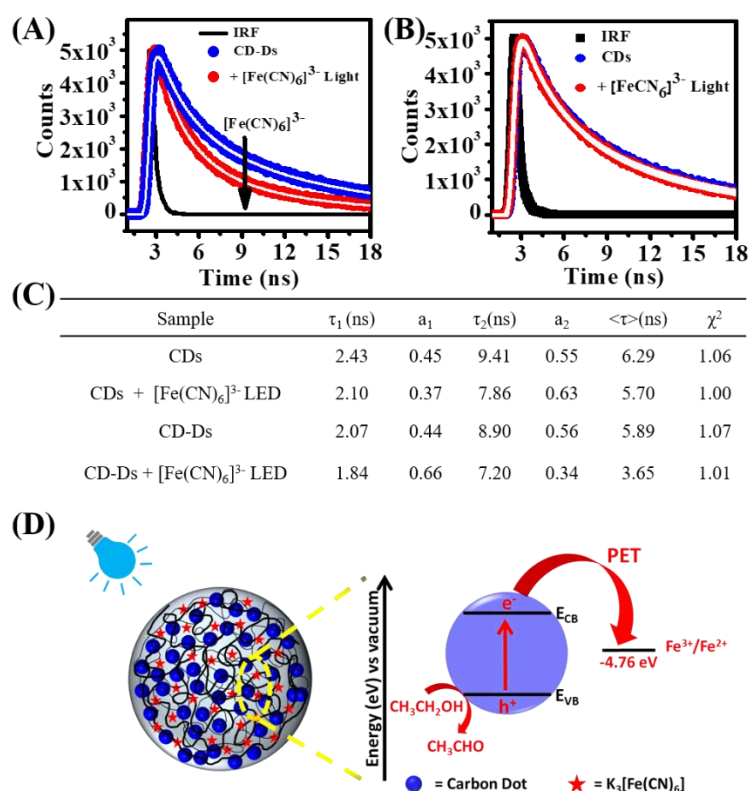 (A)
5x10³
4x10³
3x10³
2x10³
1x10³
0
Counts
IRF
CD-Ds
+ [Fe(CN)₆]³⁻ Light
[Fe(CN)₆]³⁻
3 6 9 12 15 18
Time (ns)
(B)
5x10³
4x10³
3x10³
2x10³
1x10³
0
Counts
IRF
CDs
+ [FeCN₆]³⁻ Light
3 6 9 12 15 18
Time (ns)
(C)
Sample τ₁ (ns) a₁ τ₂(ns) a₂ <τ>(ns) χ²
CDs 2.43 0.45 9.41 0.55 6.29 1.06
CDs + [Fe(CN)₆]³⁻ LED 2.10 0.37 7.86 0.63 5.70 1.00
CD-Ds 2.07 0.44 8.90 0.56 5.89 1.07
CD-Ds + [Fe(CN)₆]³⁻ LED 1.84 0.66 7.20 0.34 3.65 1.01
(D)
Energy (eV) vs vacuum
PET
e⁻
E_CB
Fe³⁺/Fe²⁺
-4.76 eV
CH₃CH₂OH
h⁺
E_VB
CH₃CHO
= Carbon Dot
= K₃[Fe(CN)₆]